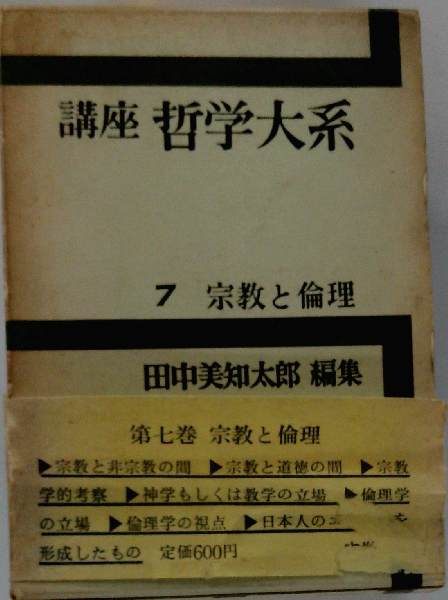 講座 哲学大系
7 宗教と倫理
田中美知太郎 編集
第七巻 宗教と倫理
▶宗教と非宗教の間 ▶宗教と道徳の間 ▶宗教
学的考察 ▶神学もしくは教学の立場 ▶倫理学
の立場 ▶倫理学の視点 ▶日本人の
形成したもの 定価600円